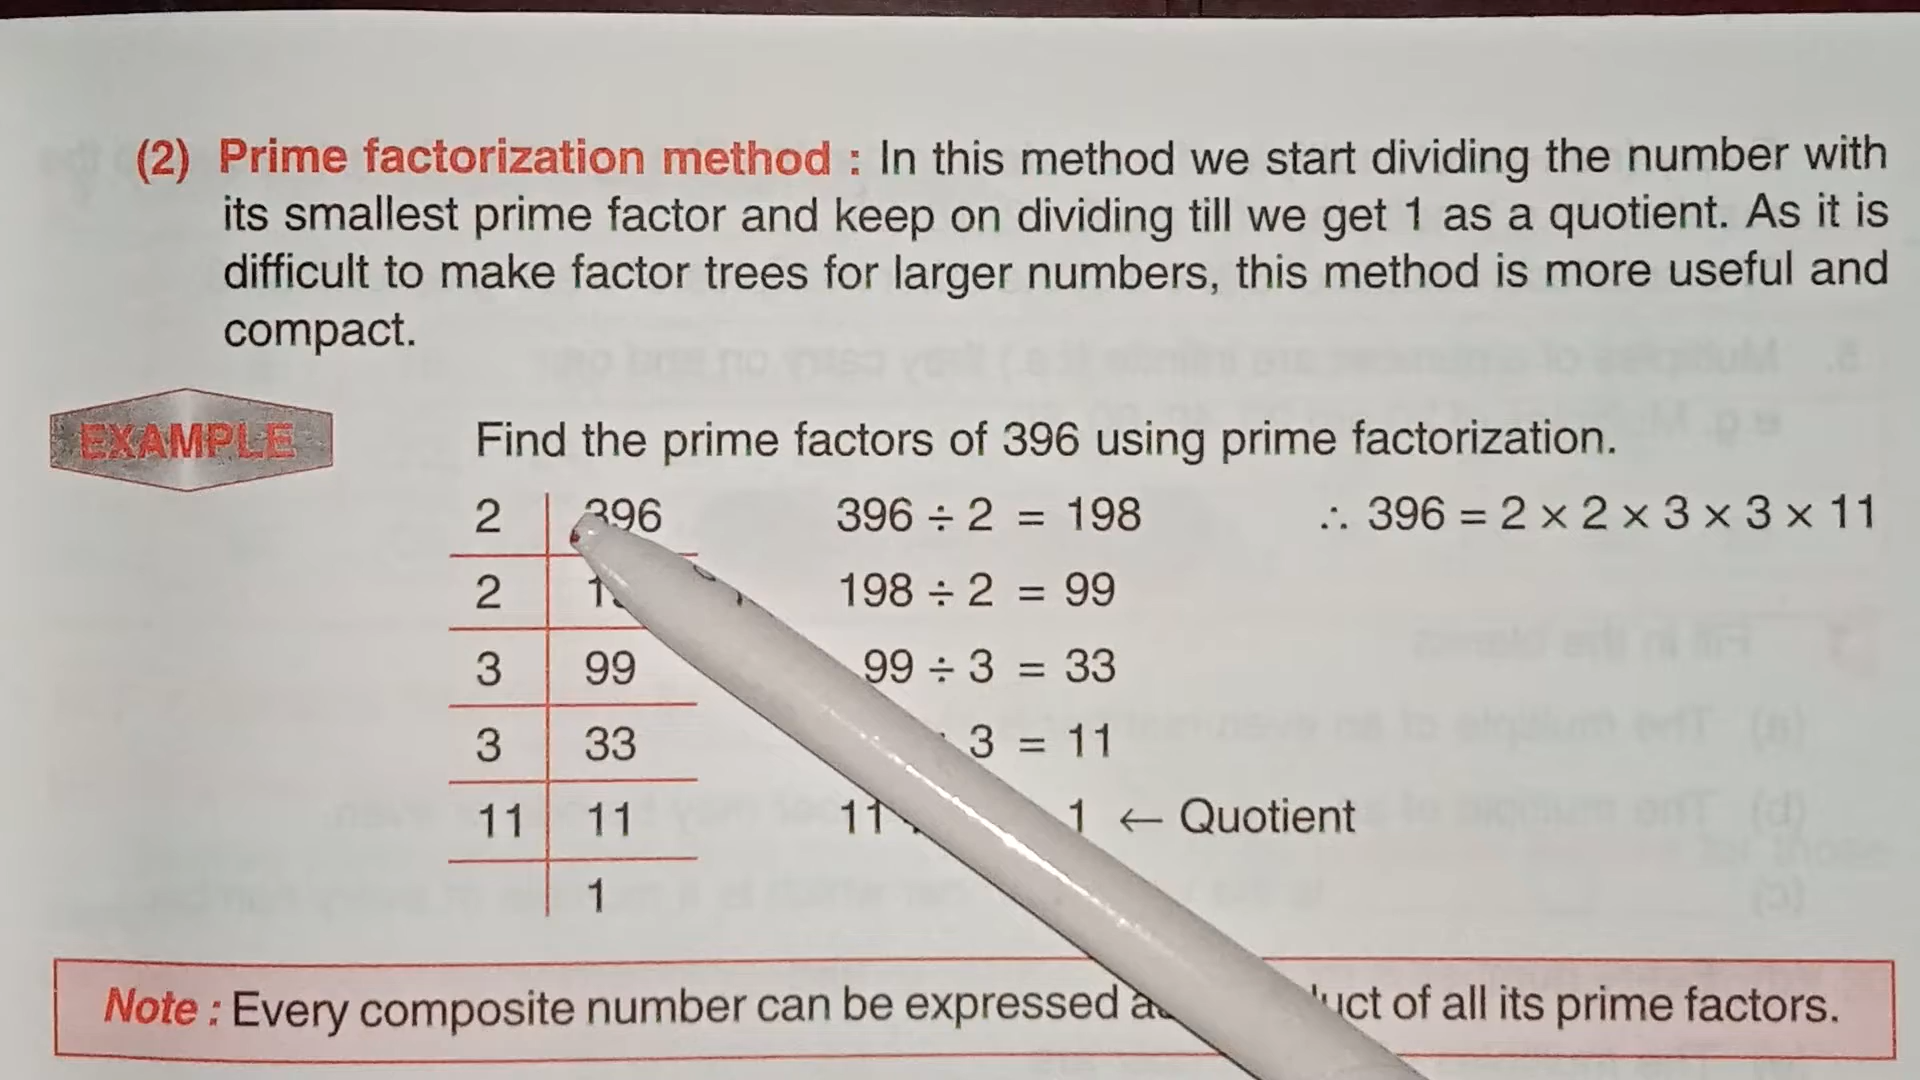 (2) Prime factorization method : In this method we start dividing the number with
its smallest prime factor and keep on dividing till we get 1 as a quotient. As it is
difficult to make factor trees for larger numbers, this method is more useful and
compact.
EXAMPLE
Find the prime factors of 396 using prime factorization.
2 396 396 ÷ 2 = 198 ∴ 396 = 2 × 2 × 3 × 3 × 11
2 198 ÷ 2 = 99
3 99 99 ÷ 3 = 33
3 33 3 = 11
11 11 11 1 ← Quotient
1
Note : Every composite number can be expressed of all its prime factors.